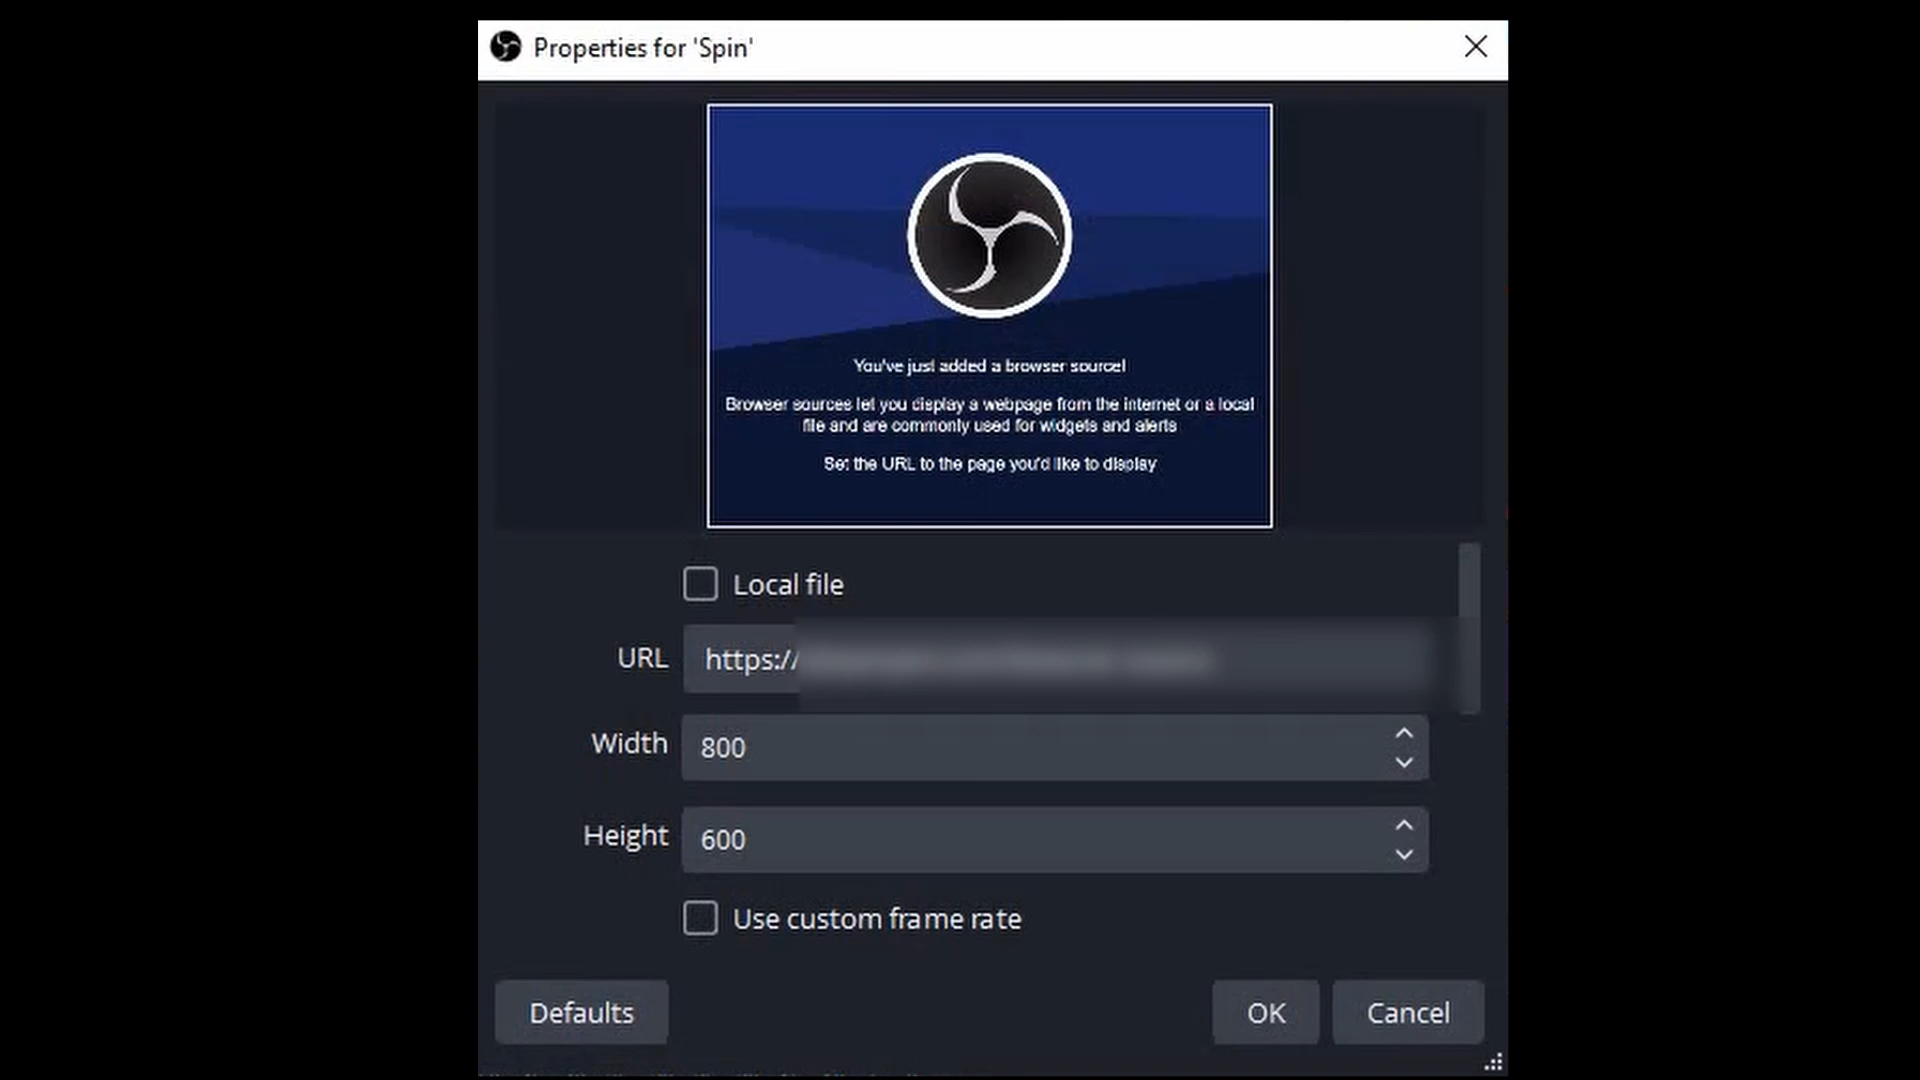 Properties for 'Spin'
You've just added a browser source!
Browser sources let you display a webpage from the internet or a local
file and are commonly used for widgets and alerts
Set the URL to the page you'd like to display
Local file
URL https://
Width 800
Height 600
Use custom frame rate
Defaults OK Cancel